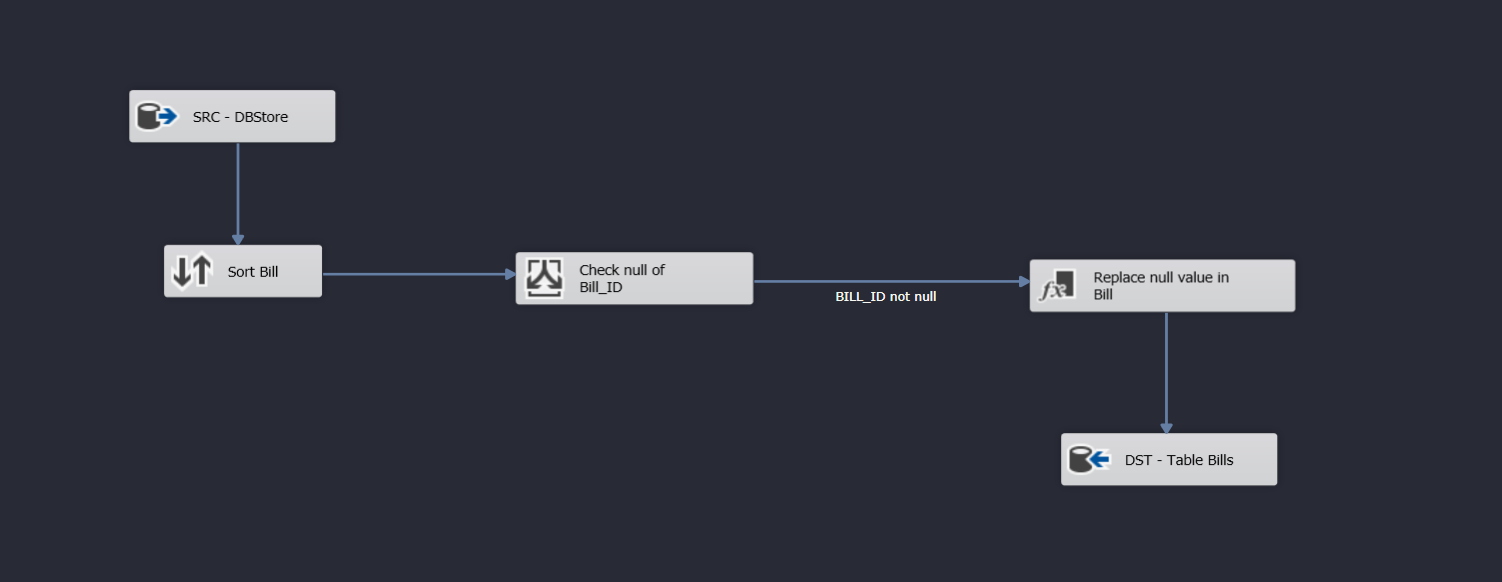 SRC - DBStore
Sort Bill
Check null of
Bill_ID
BILL_ID not null
Replace null value in
Bill
DST - Table Bills